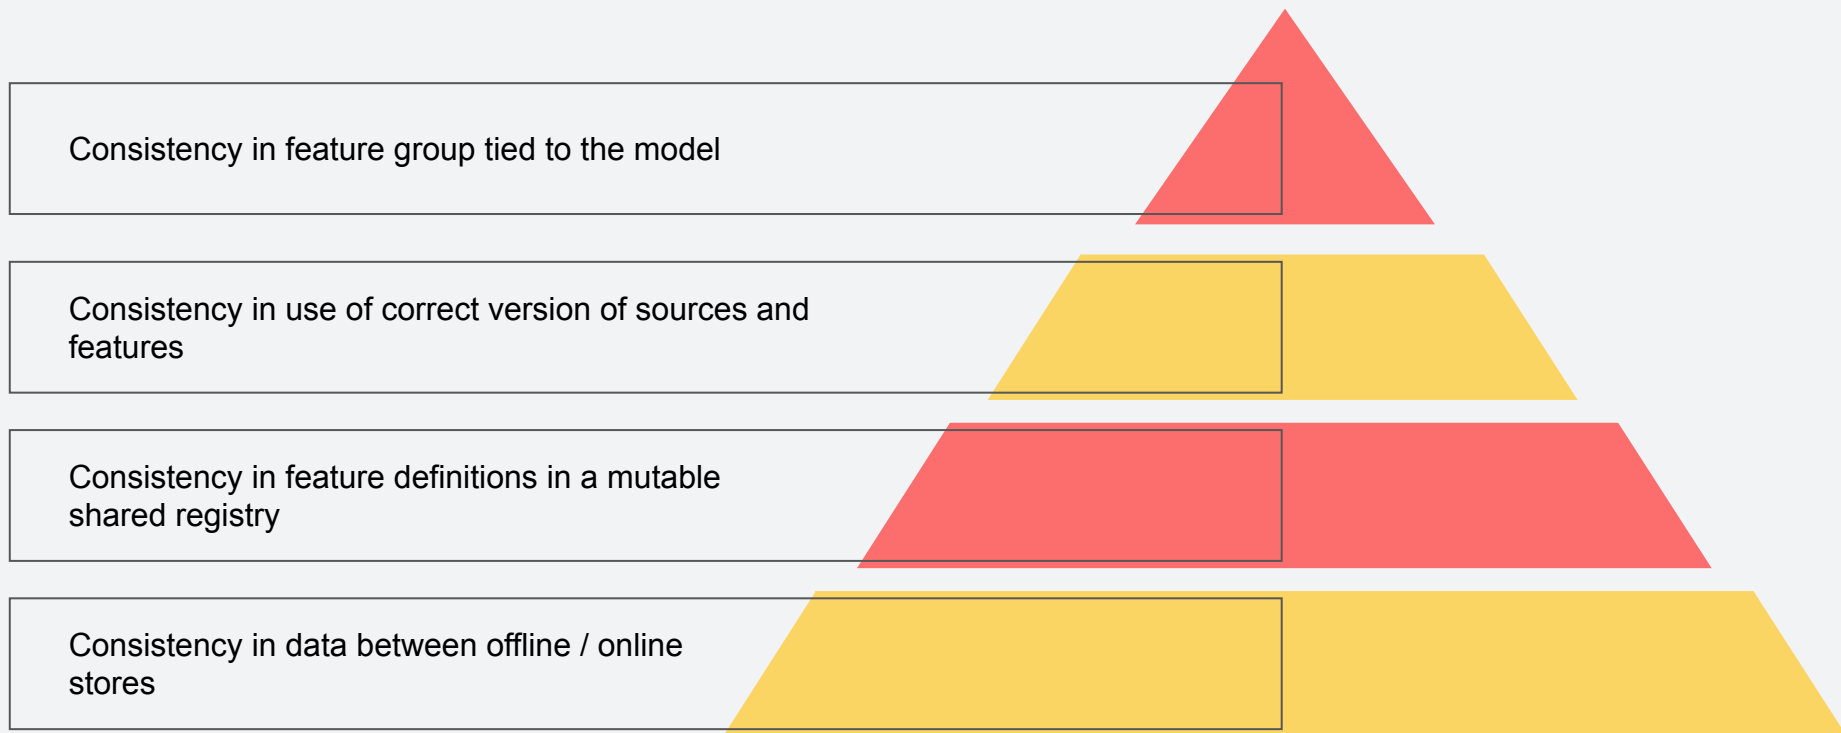 Consistency in feature group tied to the model
Consistency in use of correct version of sources and
features
Consistency in feature definitions in a mutable
shared registry
Consistency in data between offline / online
stores